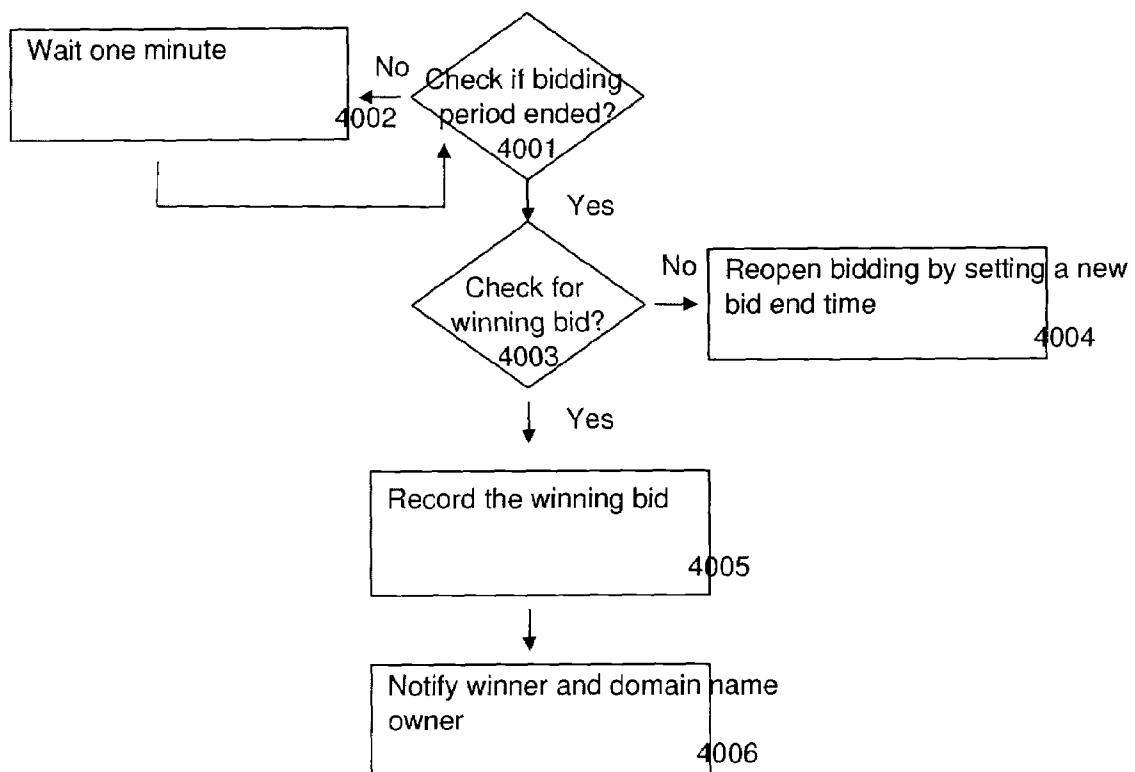 Wait one minute
4002
No
Check if bidding
period ended?
4001
Yes
Check for
winning bid?
4003
No
Reopen bidding by setting a new
bid end time
4004
Yes
Record the winning bid
4005
Notify winner and domain name
owner
4006